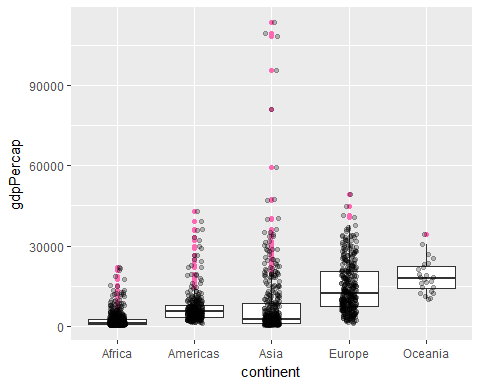 gdpPercap
90000
60000
30000
0
Africa Americas Asia Europe Oceania
continent